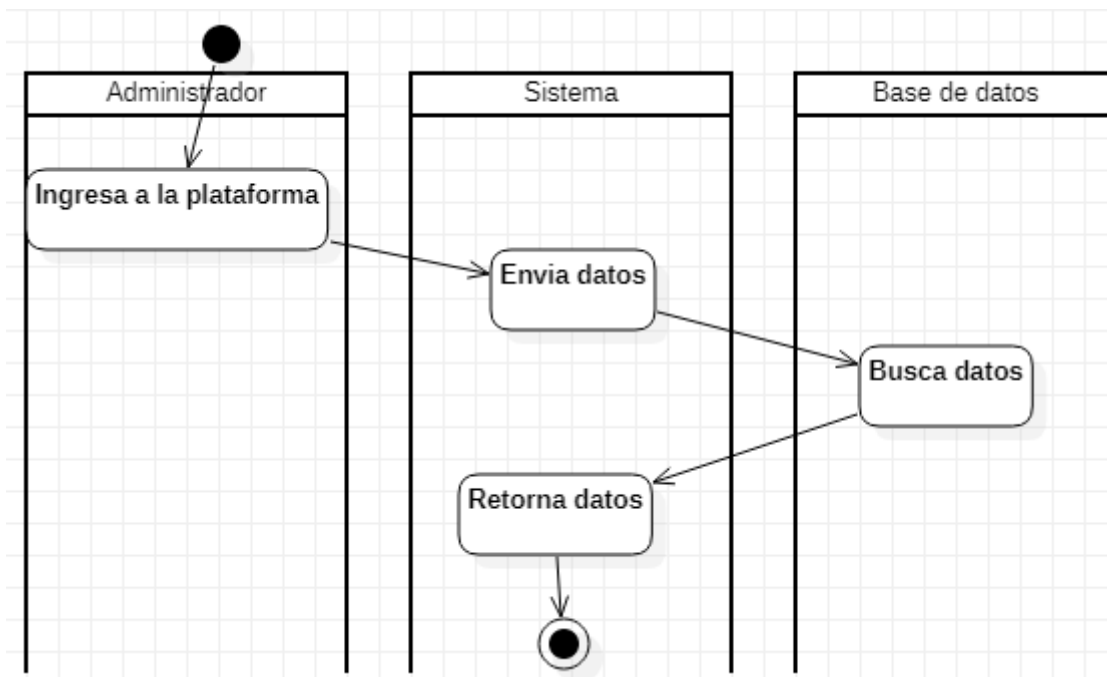 Administrador
Sistema
Base de datos
Ingresa a la plataforma
Envia datos
Busca datos
Retorna datos